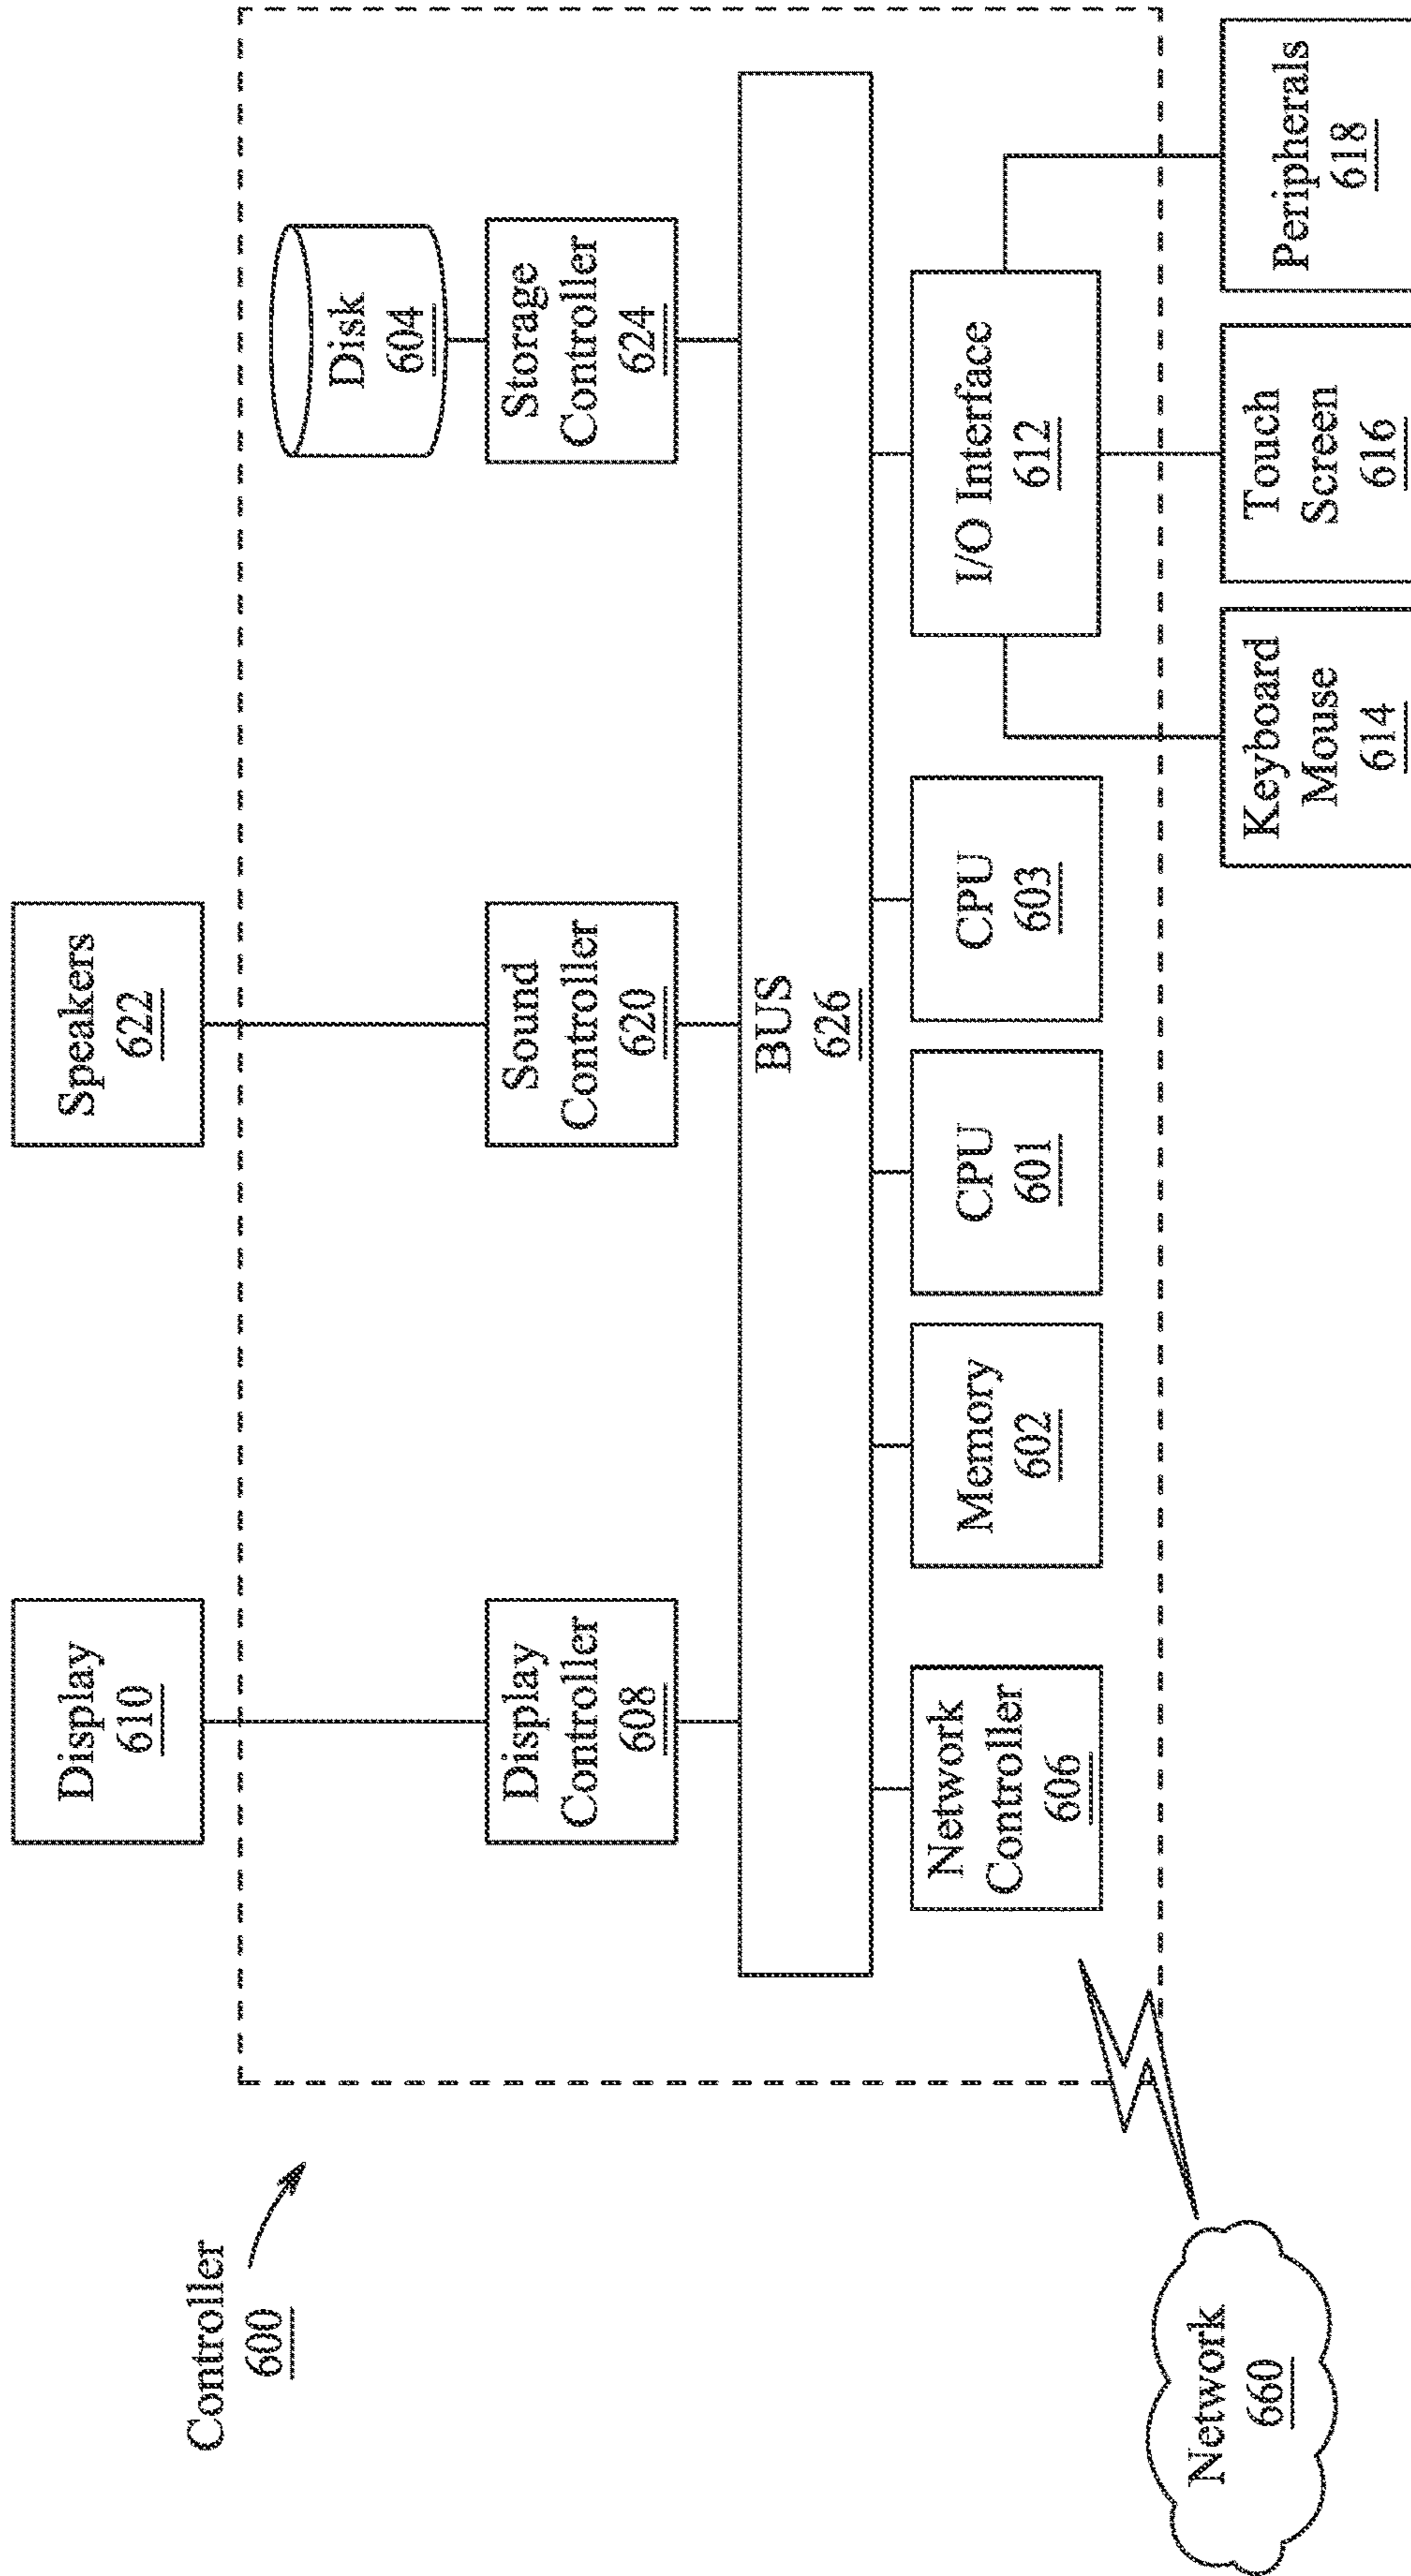 Controller
600
Display
610
Speakers
622
Disk
604
Display
Controller
608
Sound
Controller
620
Storage
Controller
624
BUS
626
Network
Controller
606
Memory
602
CPU
601
CPU
603
I/O Interface
612
Network
660
Keyboard
Mouse
614
Touch
Screen
616
Peripherals
618